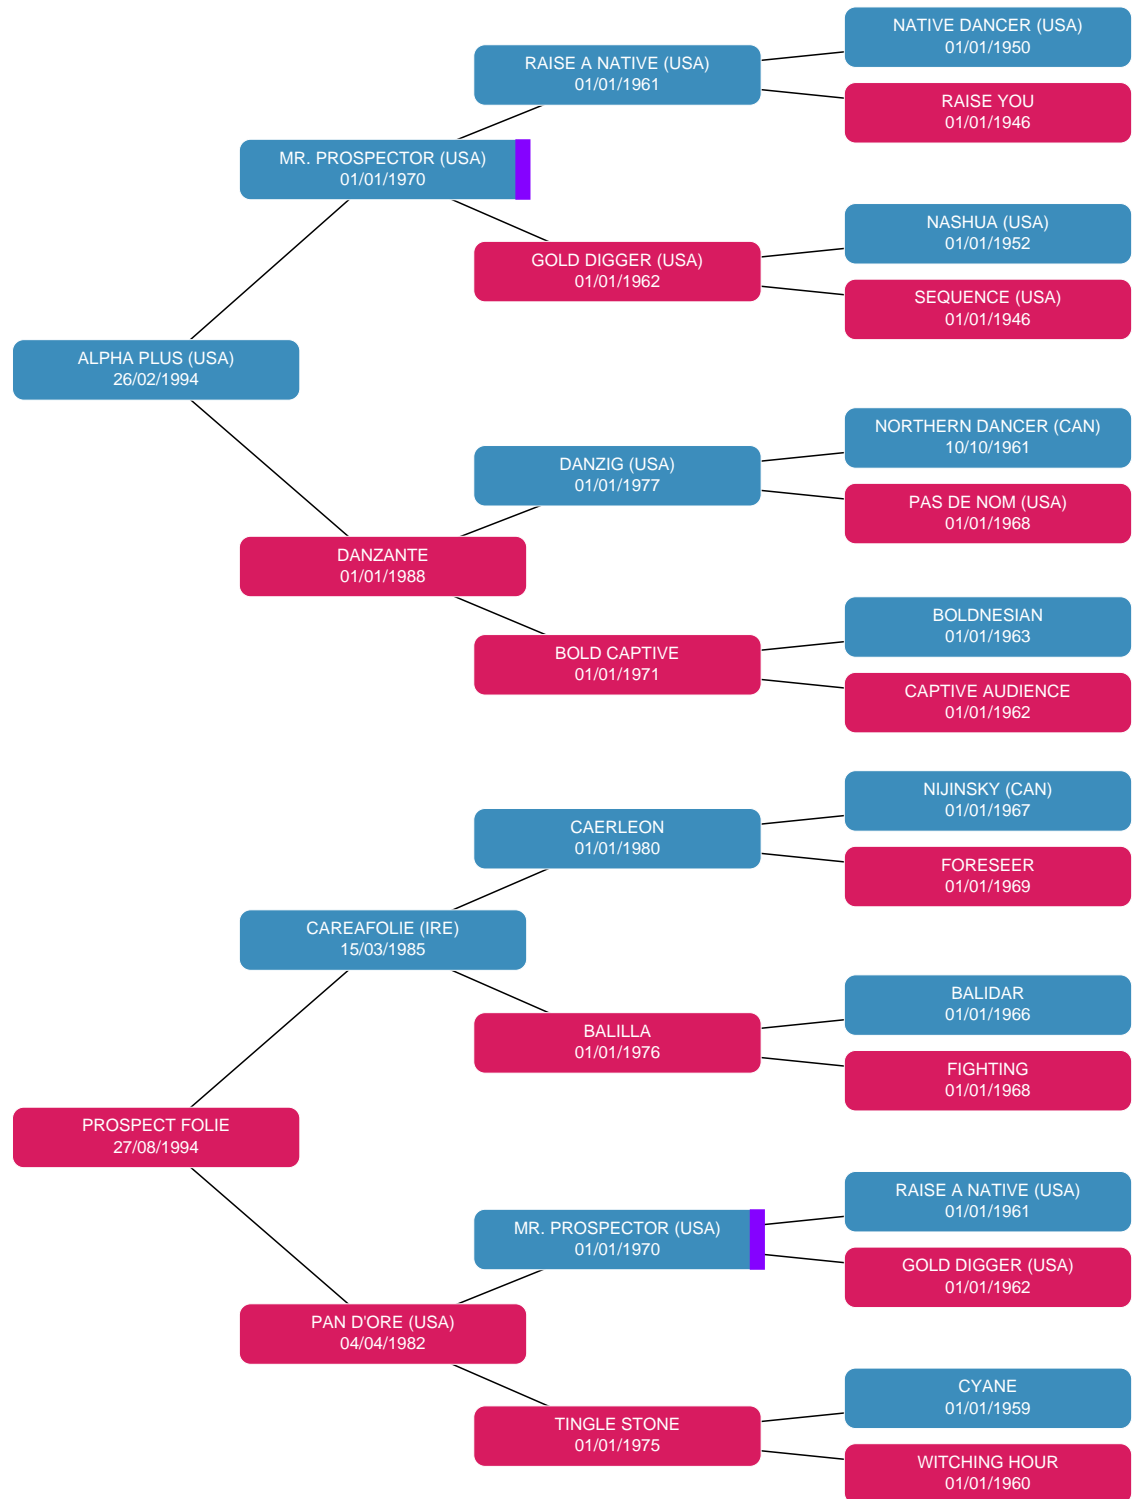 NATIVE DANCER (USA)
01/01/1950
RAISE A NATIVE (USA)
01/01/1961
RAISE YOU
01/01/1946
MR. PROSPECTOR (USA)
01/01/1970
NASHUA (USA)
01/01/1952
GOLD DIGGER (USA)
01/01/1962
SEQUENCE (USA)
01/01/1946
ALPHA PLUS (USA)
26/02/1994
NORTHERN DANCER (CAN)
10/10/1961
DANZIG (USA)
01/01/1977
PAS DE NOM (USA)
01/01/1968
DANZANTE
01/01/1988
BOLDNESIAN
01/01/1963
BOLD CAPTIVE
01/01/1971
CAPTIVE AUDIENCE
01/01/1962
NIJINSKY (CAN)
01/01/1967
CAERLEON
01/01/1980
FORESEER
01/01/1969
CAREAFOLIE (IRE)
15/03/1985
BALIDAR
01/01/1966
BALILLA
01/01/1976
FIGHTING
01/01/1968
PROSPECT FOLIE
27/08/1994
RAISE A NATIVE (USA)
01/01/1961
MR. PROSPECTOR (USA)
01/01/1970
GOLD DIGGER (USA)
01/01/1962
PAN D'ORE (USA)
04/04/1982
CYANE
01/01/1959
TINGLE STONE
01/01/1975
WITCHING HOUR
01/01/1960